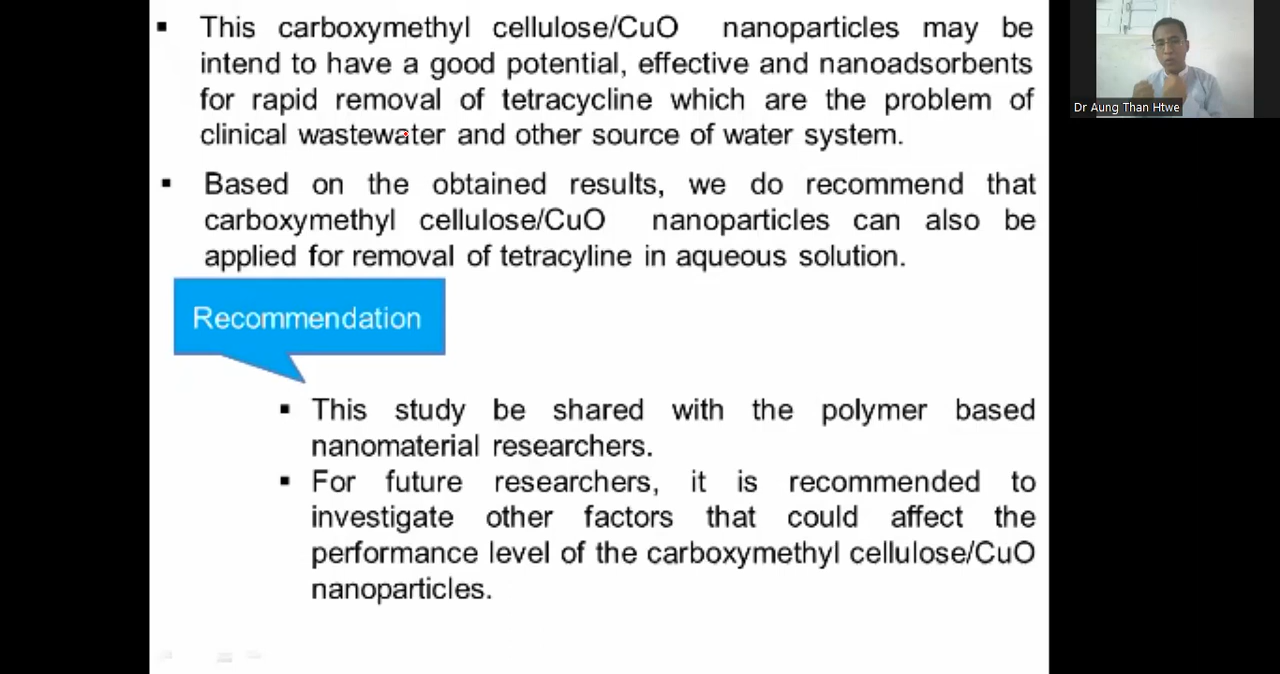 ▪ This carboxymethyl cellulose/CuO nanoparticles may be
intend to have a good potential, effective and nanoadsorbents
for rapid removal of tetracycline which are the problem of
clinical wastewater and other source of water system.
▪ Based on the obtained results, we do recommend that
carboxymethyl cellulose/CuO nanoparticles can also be
applied for removal of tetracyline in aqueous solution.
Recommendation
▪ This study be shared with the polymer based
nanomaterial researchers.
▪ For future researchers, it is recommended to
investigate other factors that could affect the
performance level of the carboxymethyl cellulose/CuO
nanoparticles.
Dr Aung Than Htwe